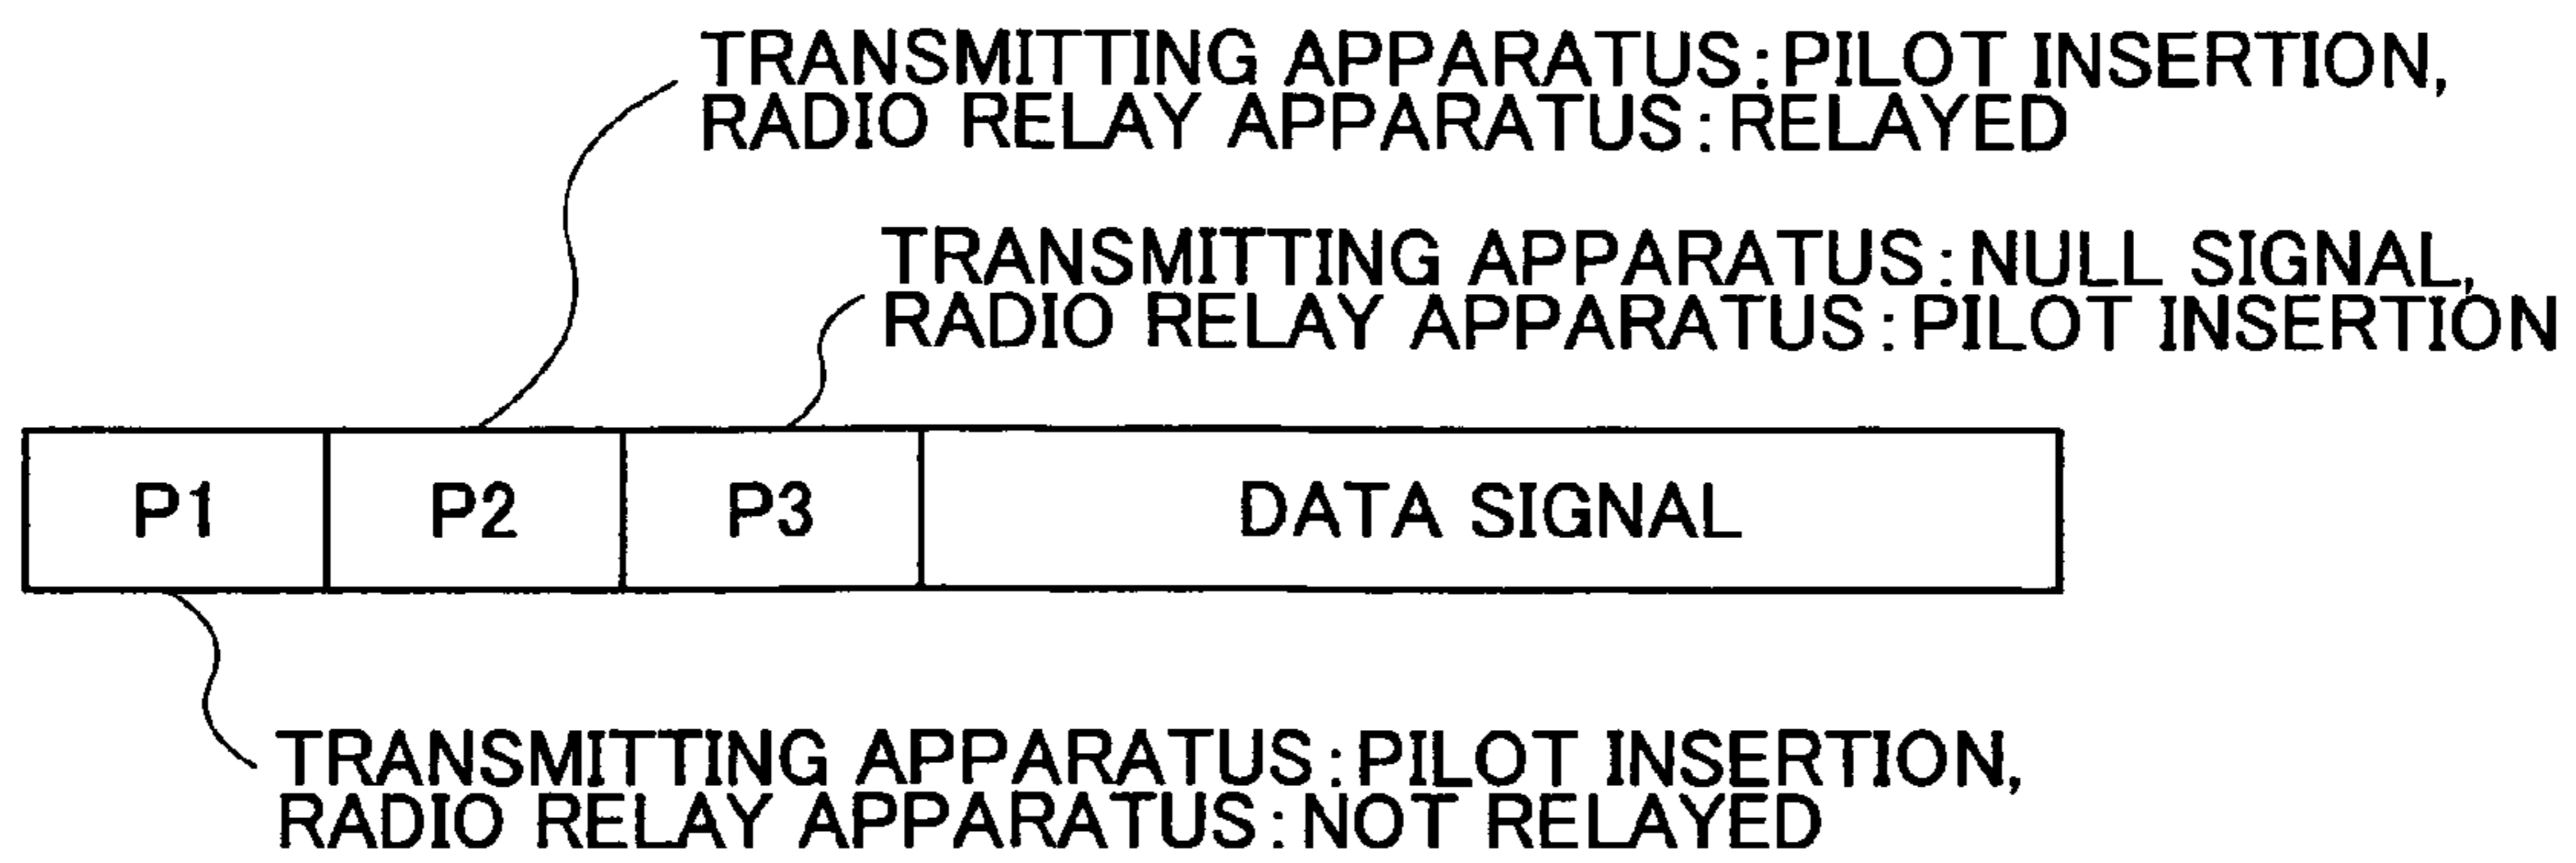 TRANSMITTING APPARATUS:PILOT INSERTION,
RADIO RELAY APPARATUS:RELAYED
TRANSMITTING APPARATUS:NULL SIGNAL,
RADIO RELAY APPARATUS:PILOT INSERTION
P1 P2 P3 DATA SIGNAL
TRANSMITTING APPARATUS:PILOT INSERTION,
RADIO RELAY APPARATUS:NOT RELAYED